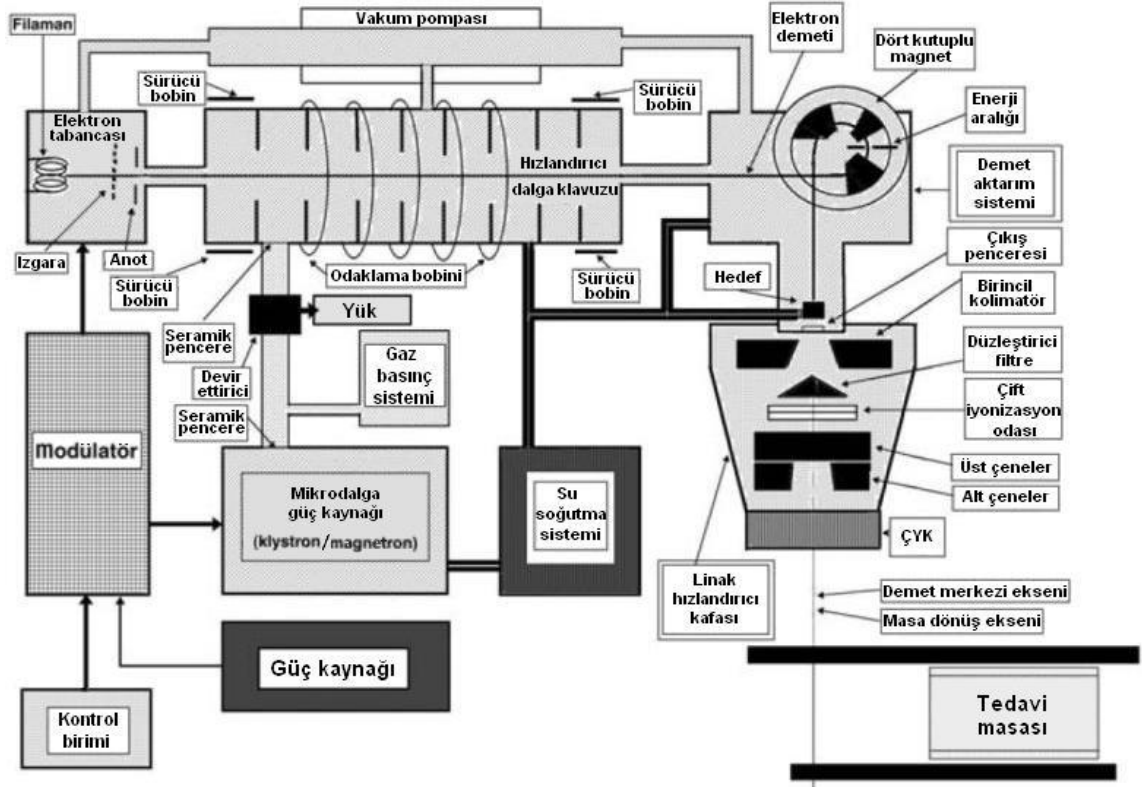 Filaman
Vakum pompası
Elektron
demeti
Dört kutuplu
magnet
Sürücü
bobin
Sürücü
bobin
Enerji
aralığı
Elektron
tabancası
Hızlandırıcı
dalga klavuzu
Demet
aktarım
sistemi
Izgara
Anot
Sürücü
bobin
Odaklama bobini
Sürücü
bobin
Hedef
Çıkış
penceresi
Birincil
kolimatör
Seramik
pencere
Yük
Düzleştirici
filtre
Devir
ettirici
Gaz
basınç
sistemi
Çift
iyonizasyon
odası
Seramik
pencere
Modülatör
Üst çeneler
Alt çeneler
Mikrodalga
güç kaynağı
(klystron/magnetron)
Su
soğutma
sistemi
ÇYK
Linak
hızlandırıcı
kafası
Demet merkezi ekseni
Masa dönüş ekseni
Güç kaynağı
Kontrol
birimi
Tedavi
masası